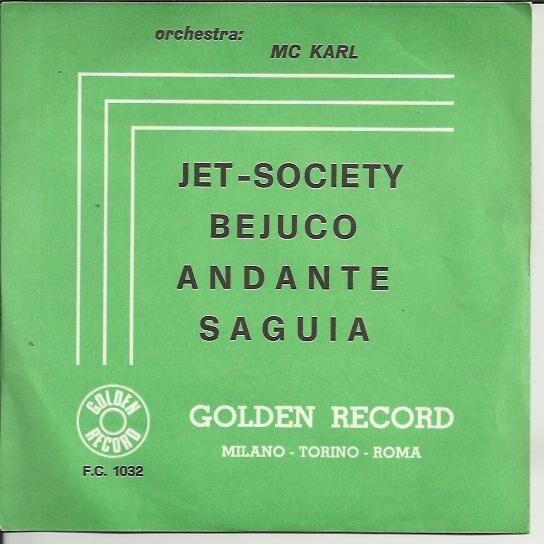 orchestra:
MC KARL
JET-SOCIETY
BEJUCO
ANDANTE
SAGUIA
GOLDEN
RECORD
GOLDEN RECORD
MILANO - TORINO - ROMA
F.C. 1032